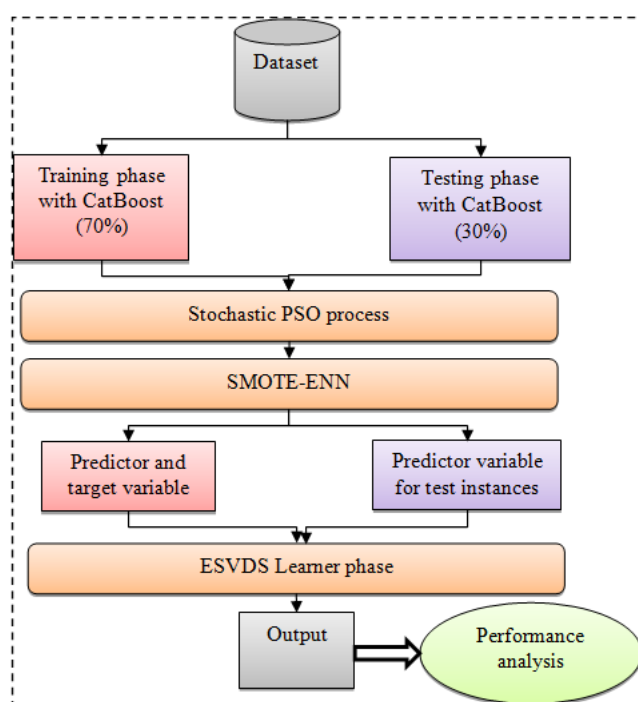 Dataset
Training phase
with CatBoost
(70%)
Testing phase
with CatBoost
(30%)
Stochastic PSO process
SMOTE-ENN
Predictor and
target variable
Predictor variable
for test instances
ESVDS Learner phase
Output
Performance
analysis